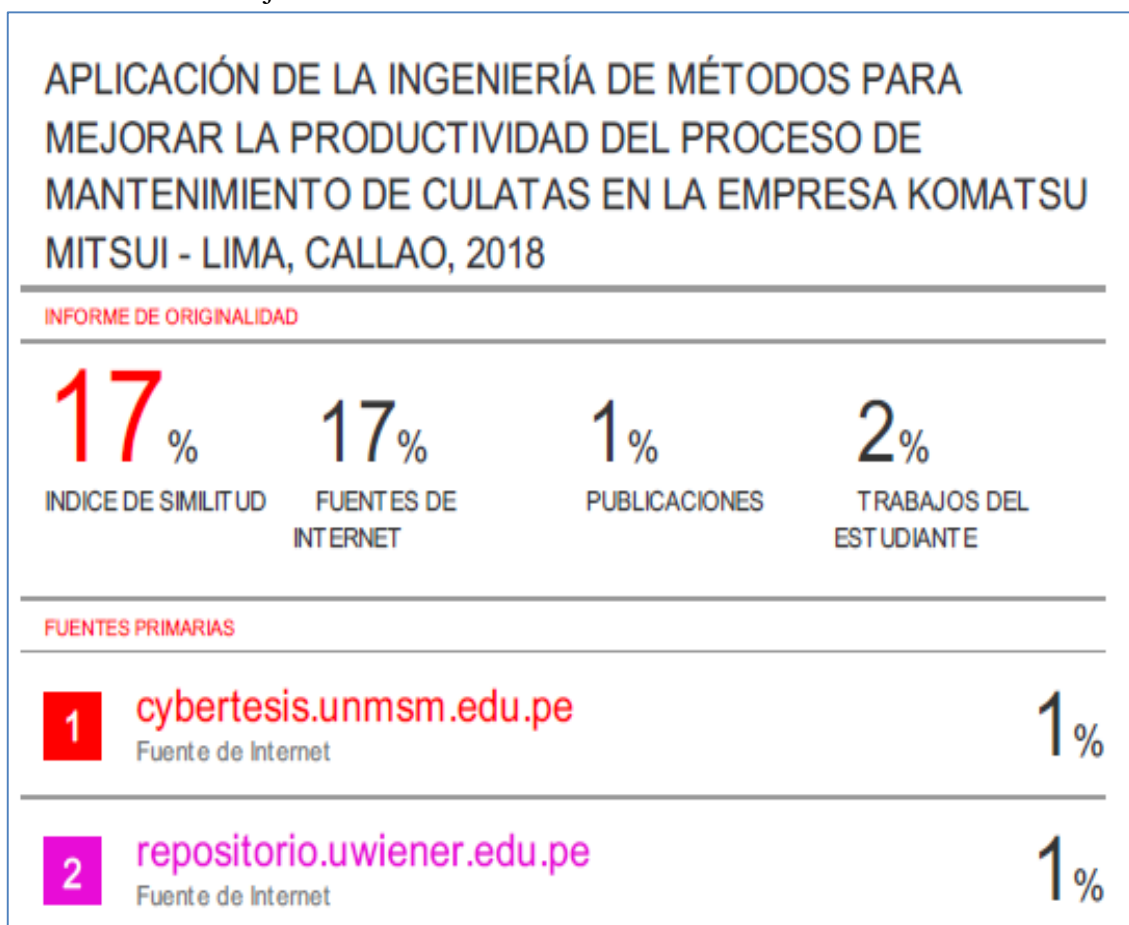 APLICACIÓN DE LA INGENIERÍA DE MÉTODOS PARA
MEJORAR LA PRODUCTIVIDAD DEL PROCESO DE
MANTENIMIENTO DE CULATAS EN LA EMPRESA KOMATSU
MITSUI - LIMA, CALLAO, 2018
INFORME DE ORIGINALIDAD
17% 17% 1% 2%
INDICE DE SIMILITUD FUENTES DE PUBLICACIONES TRABAJOS DEL
INTERNET ESTUDIANTE
FUENTES PRIMARIAS
1 cybertesis.unmsm.edu.pe 1%
Fuente de Internet
2 repositorio.uwiener.edu.pe 1%
Fuente de Internet